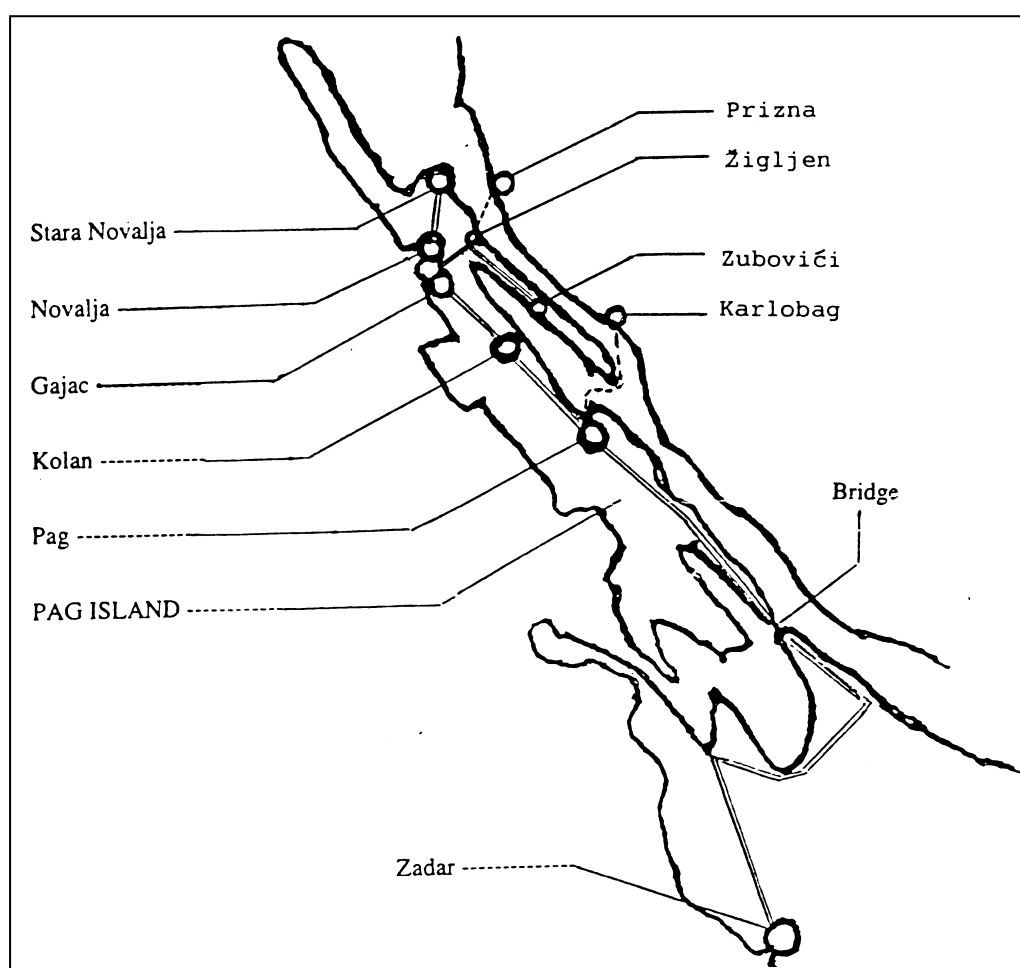 Prizna
Žigljen
Stara Novalja
Zubovići
Novalja
Karlobag
Gajac
Kolan
Bridge
Pag
PAG ISLAND
Zadar